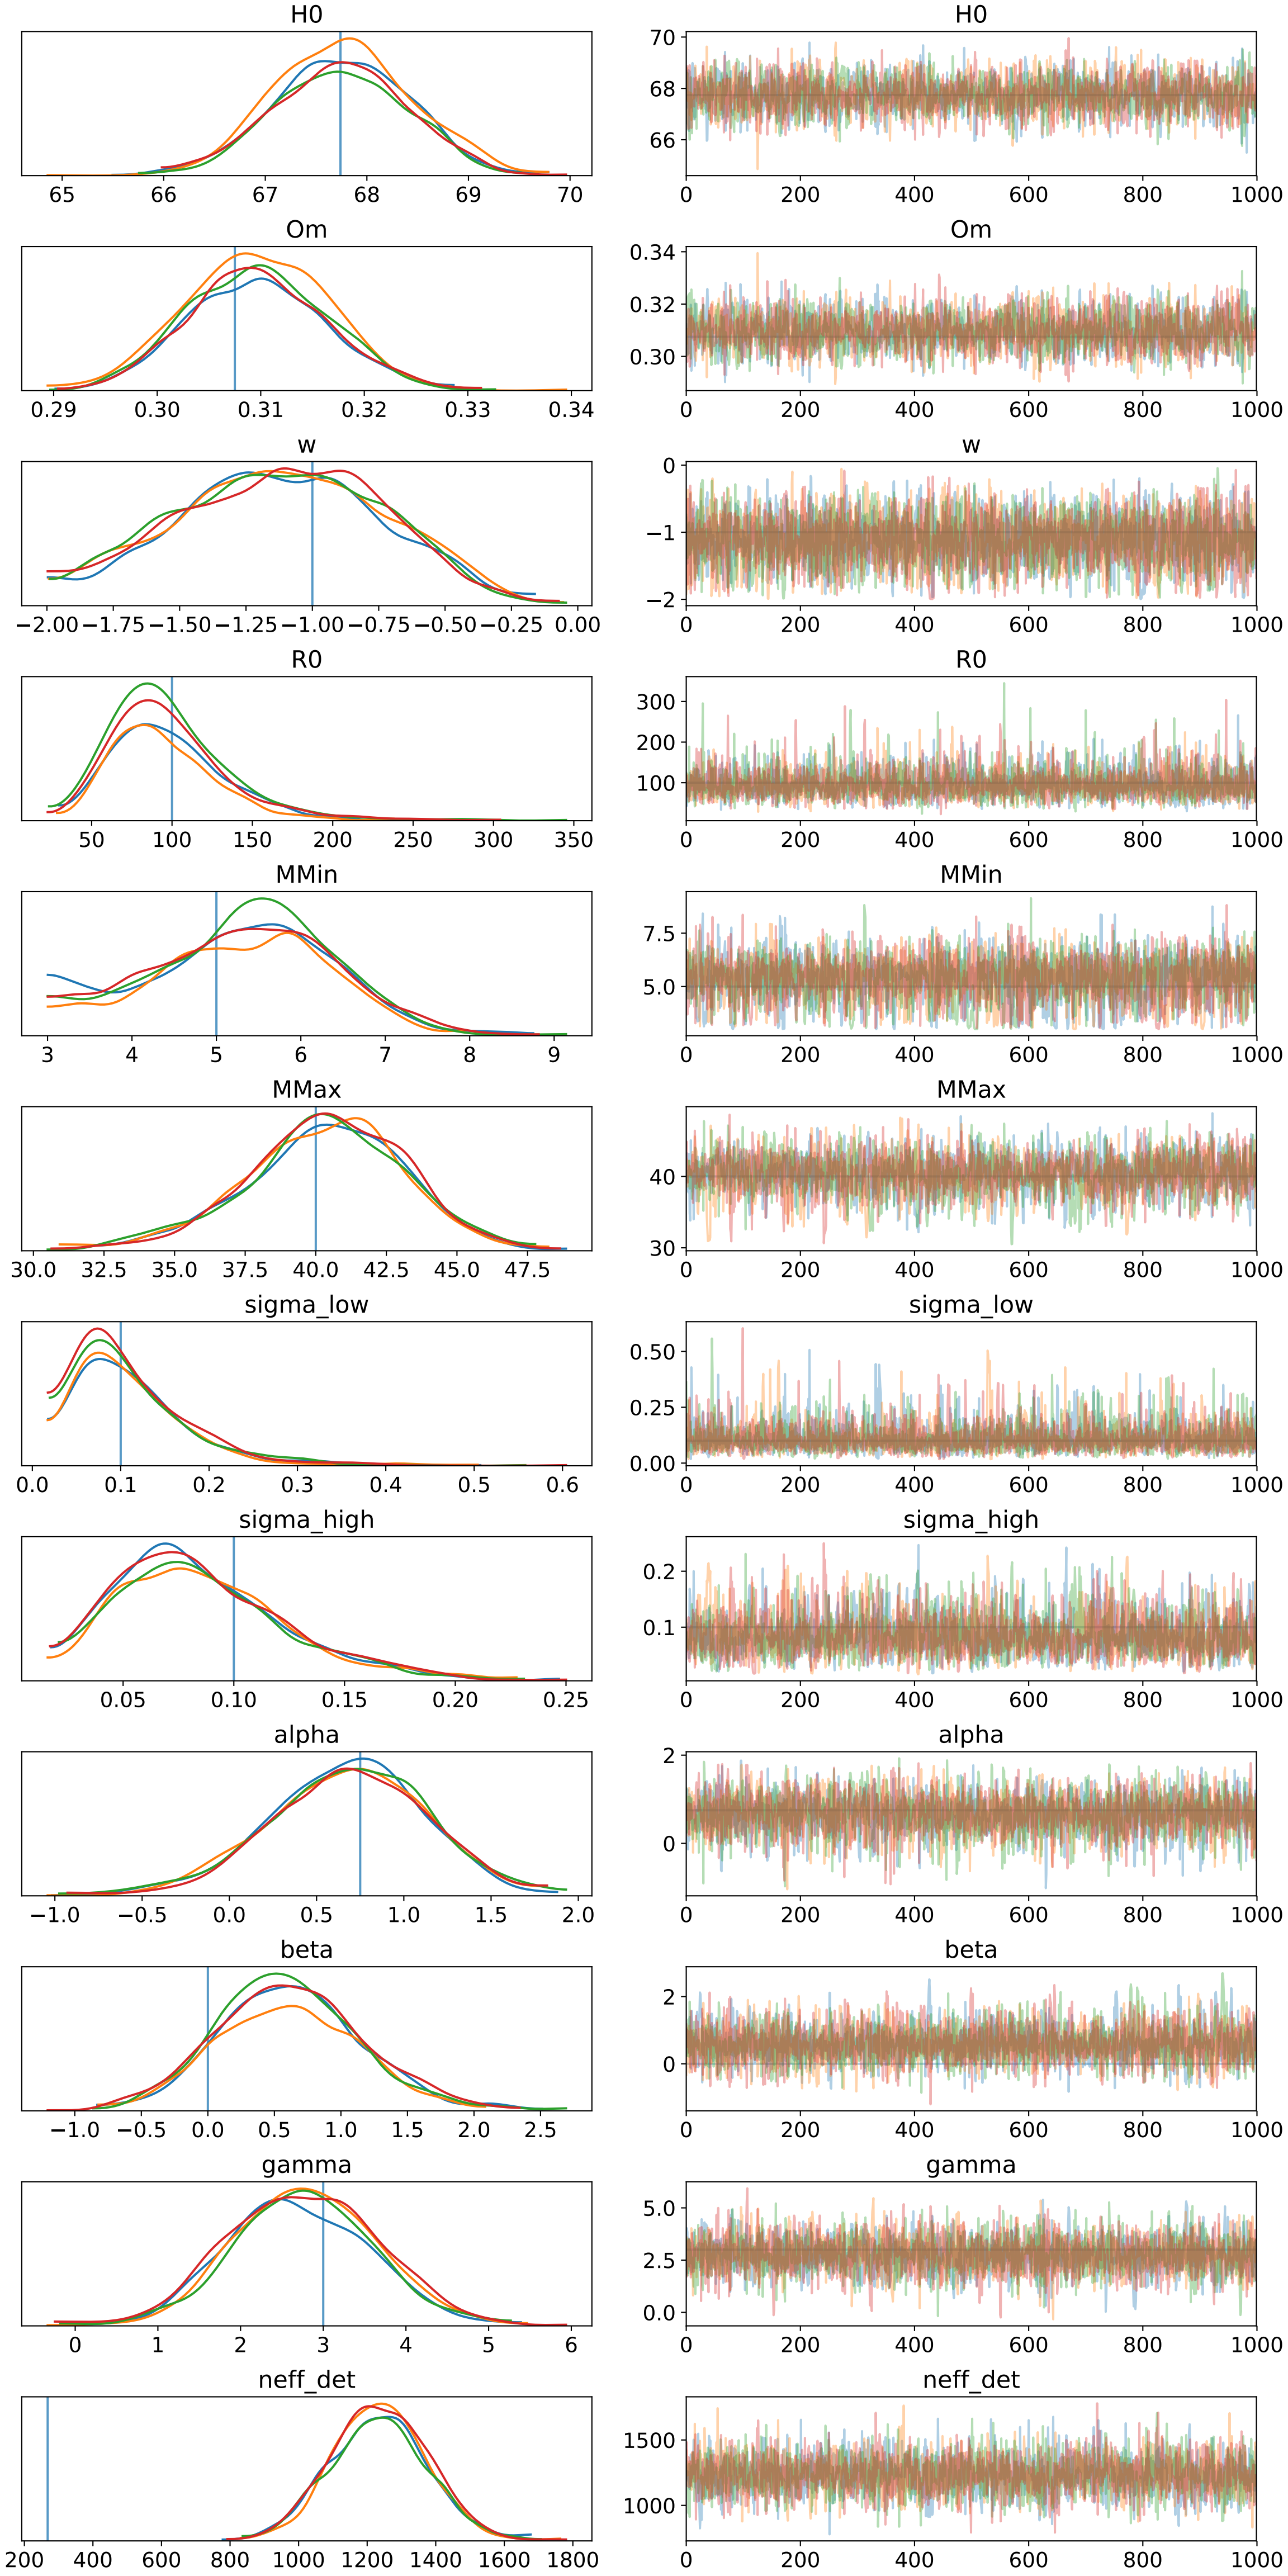 H0 H0
70
68
66
65 66 67 68 69 70 0 200 400 600 800 1000
Om Om
0.34
0.32
0.30
0.29 0.30 0.31 0.32 0.33 0.34 0 200 400 600 800 1000
w w
0
−1
−2
−2.00 −1.75 −1.50 −1.25 −1.00 −0.75 −0.50 −0.25 0.00 0 200 400 600 800 1000
R0 R0
300
200
100
50 100 150 200 250 300 350 0 200 400 600 800 1000
MMin MMin
7.5
5.0
3 4 5 6 7 8 9 0 200 400 600 800 1000
MMax MMax
40
30
30.0 32.5 35.0 37.5 40.0 42.5 45.0 47.5 0 200 400 600 800 1000
sigma_low sigma_low
0.50
0.25
0.00
0.0 0.1 0.2 0.3 0.4 0.5 0.6 0 200 400 600 800 1000
sigma_high sigma_high
0.2
0.1
0.05 0.10 0.15 0.20 0.25 0 200 400 600 800 1000
alpha alpha
2
0
−1.0 −0.5 0.0 0.5 1.0 1.5 2.0 0 200 400 600 800 1000
beta beta
2
0
−1.0 −0.5 0.0 0.5 1.0 1.5 2.0 2.5 0 200 400 600 800 1000
gamma gamma
5.0
2.5
0.0
0 1 2 3 4 5 6 0 200 400 600 800 1000
neff_det neff_det
1500
1000
200 400 600 800 1000 1200 1400 1600 1800 0 200 400 600 800 1000